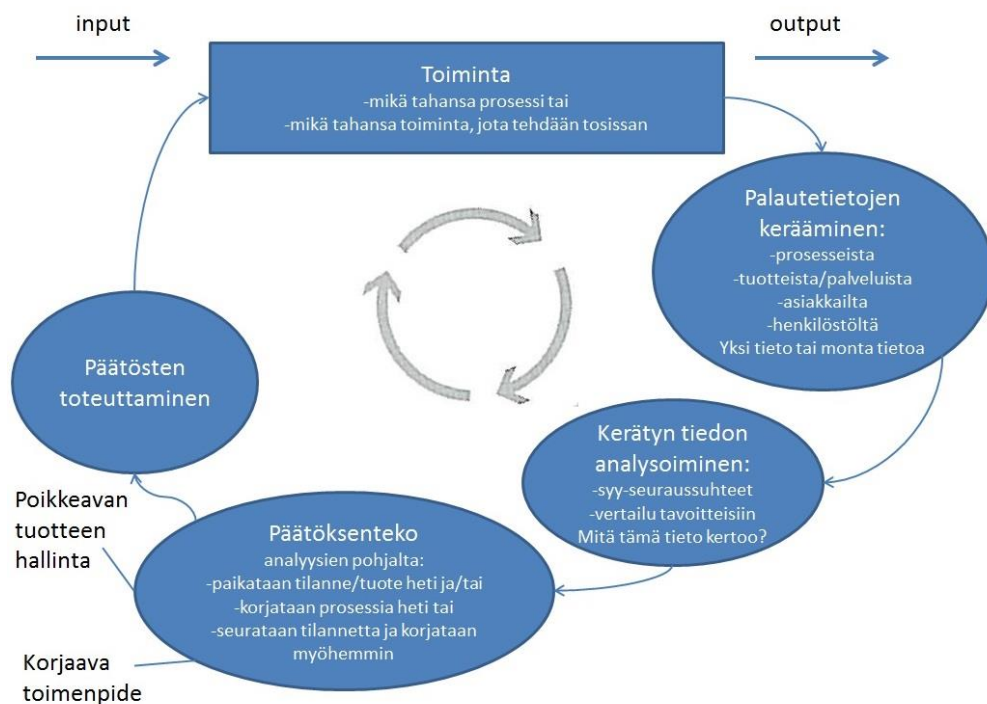 input
output
Toiminta
-mikä tahansa prosessi tai
-mikä tahansa toiminta, jota tehdään tosissan
Palautetietojen
kerääminen:
-prosesseista
-tuotteista/palveluista
-asiakkailta
-henkilöstöltä
Yksi tieto tai monta tietoa
Kerätyn tiedon
analysoiminen:
-syy-seuraussuhteet
-vertailu tavoitteisiin
Mitä tämä tieto kertoo?
Päätöksenteko
analyysien pohjalta:
-paikataan tilanne/tuote heti ja/tai
-korjataan prosessia heti tai
-seurataan tilannetta ja korjataan
myöhemmin
Päätösten
toteuttaminen
Poikkeavan
tuotteen
hallinta
Korjaava
toimenpide